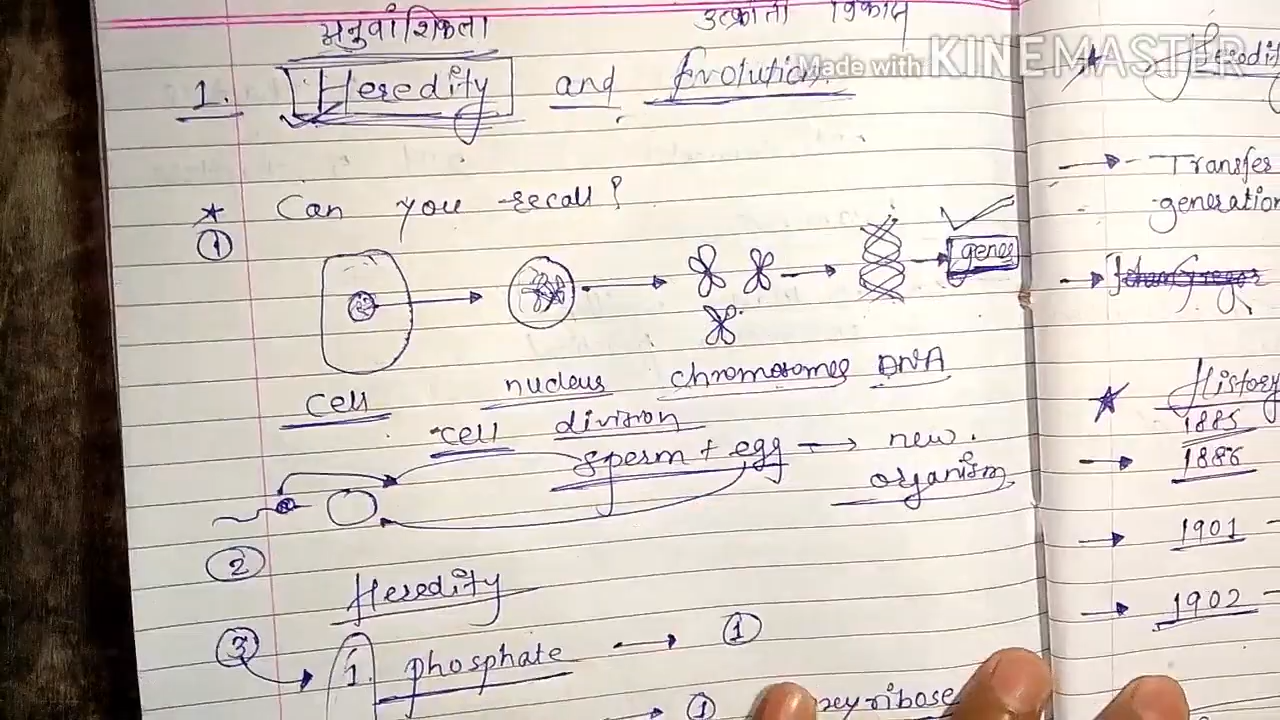 अनुवांशिकता उत्क्रांती विकास
1. Heredity and Evolution.
Made with KINEMASTER
★ Can you recall?
①
genes
cell nucleus chromosomes DNA
cell division
sperm + egg → new
organism.
②
Heredity
③ → 1. phosphate → ①
→ ①
★ Heredit
→ Transfer
generation
→
★ History
1885
→ 1886
→ 1901 -
→ 1902 -